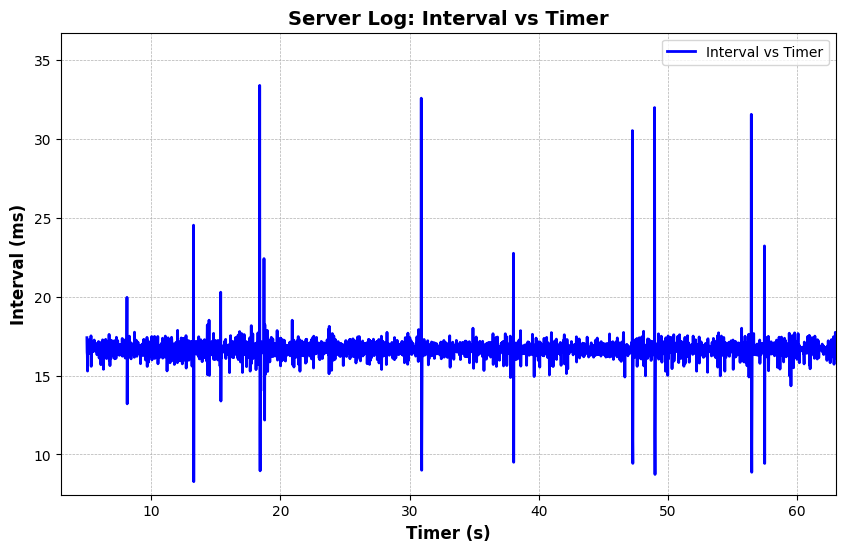 Server Log: Interval vs Timer
Interval vs Timer
35
30
25
20
15
10
Interval (ms)
10 20 30 40 50 60
Timer (s)